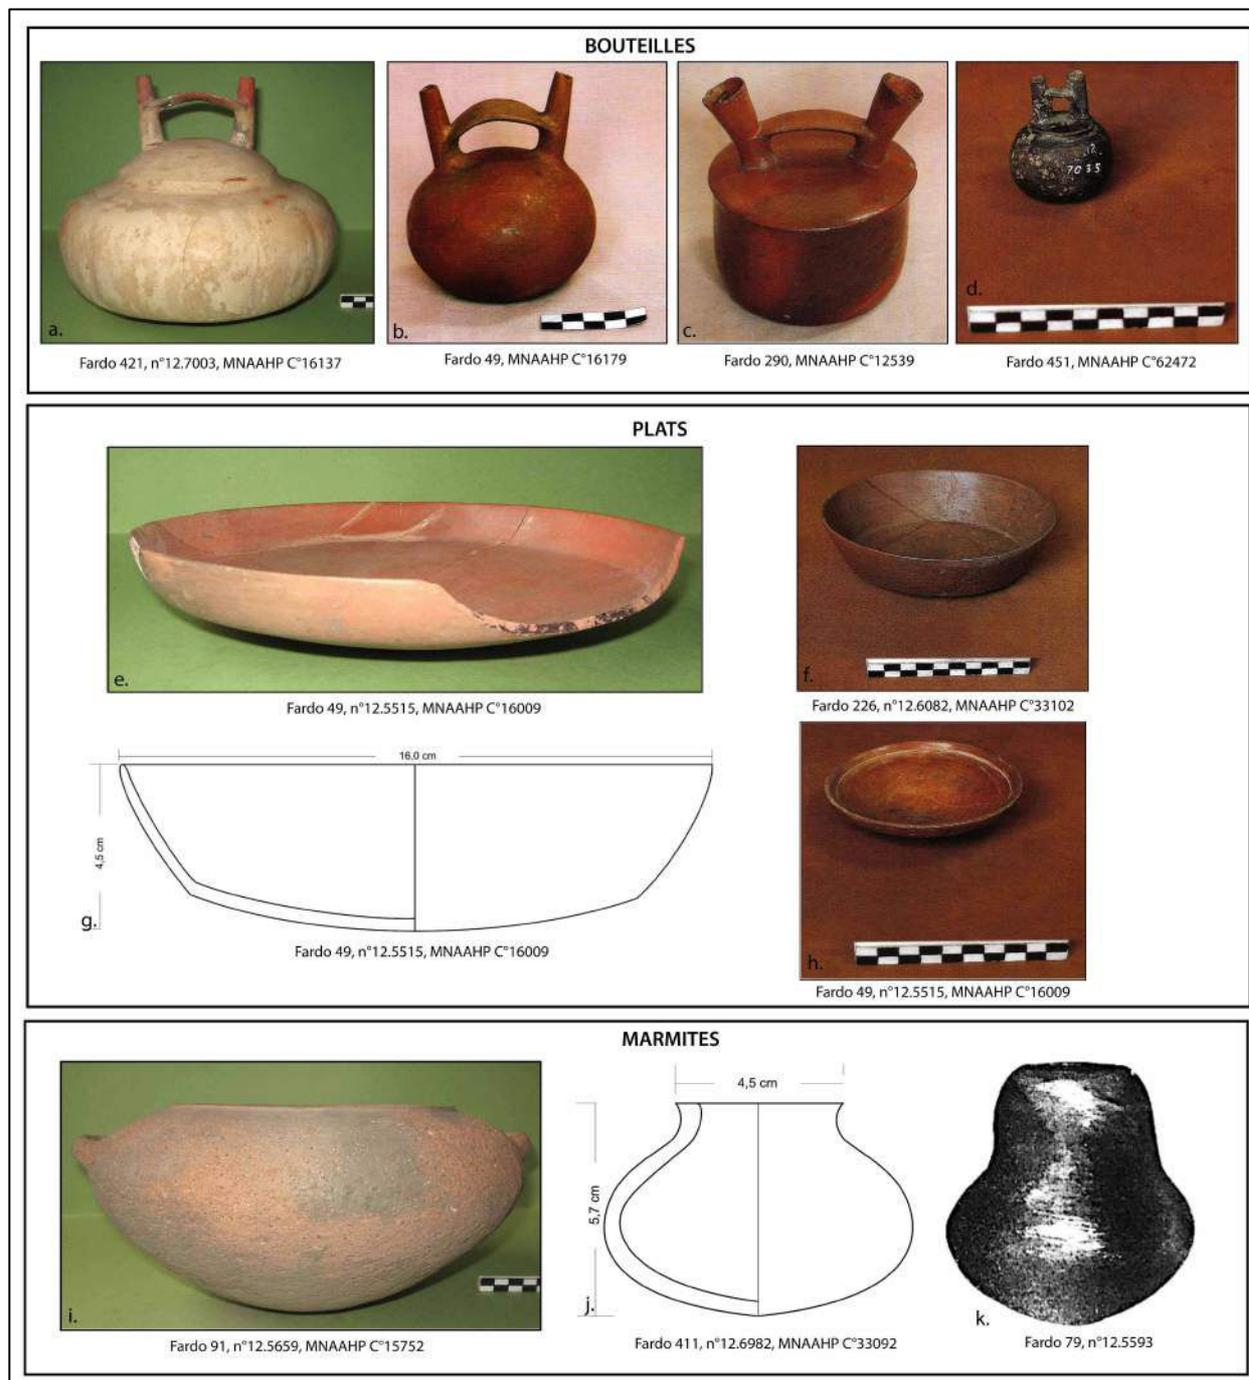 BOUTEILLES
a.
b.
c.
12
7035
d.
Fardo 421, n°12.7003, MNAAHP C°16137
Fardo 49, MNAAHP C°16179
Fardo 290, MNAAHP C°12539
Fardo 451, MNAAHP C°62472
PLATS
e.
Fardo 49, n°12.5515, MNAAHP C°16009
f.
Fardo 226, n°12.6082, MNAAHP C°33102
16,0 cm
4,5 cm
g.
Fardo 49, n°12.5515, MNAAHP C°16009
h.
Fardo 49, n°12.5515, MNAAHP C°16009
MARMITES
i.
Fardo 91, n°12.5659, MNAAHP C°15752
4,5 cm
5,7 cm
j.
Fardo 411, n°12.6982, MNAAHP C°33092
k.
Fardo 79, n°12.5593